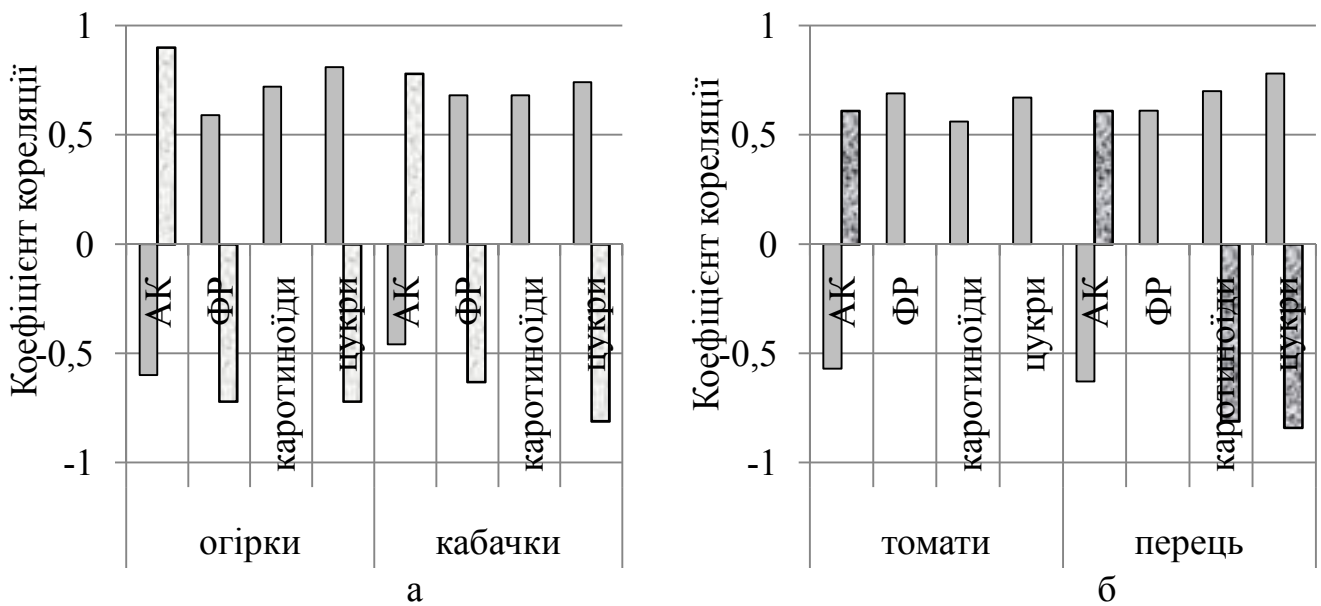 Коефіцієнт кореляції
1
0,5
0
-0,5
-1
АК
ФР
каротиноїди
цукри
АК
ФР
каротиноїди
цукри
огірки
кабачки
а
Коефіцієнт кореляції
1
0,5
0
-0,5
-1
АК
ФР
каротиноїди
цукри
АК
ФР
каротиноїди
цукри
томати
перець
б